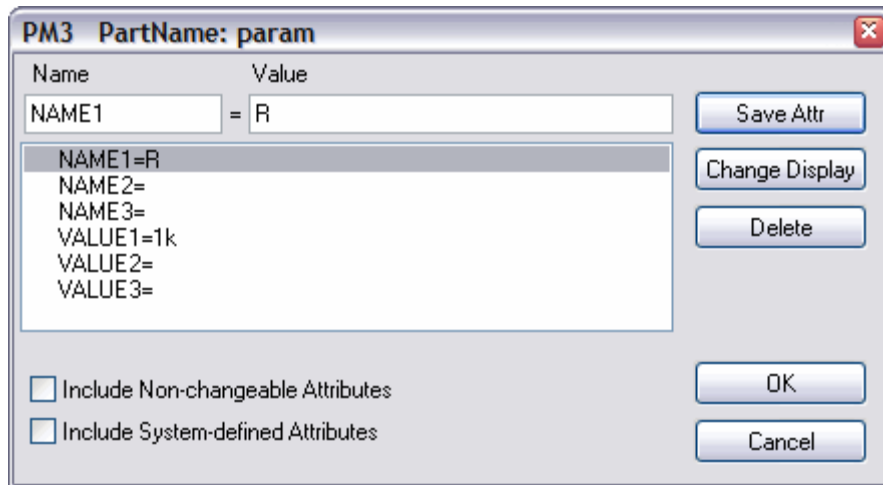 PM3 PartName: param
Name Value
NAME1 = R
Save Attr
NAME1=R
Change Display
NAME2=
NAME3=
Delete
VALUE1=1k
VALUE2=
VALUE3=
Include Non-changeable Attributes
OK
Include System-defined Attributes
Cancel